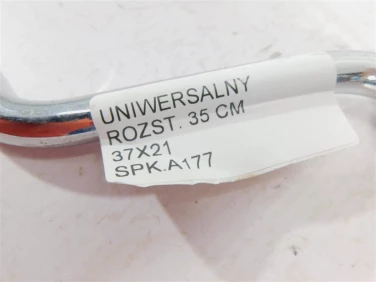 UNIWERSALNY
ROZST. 35 CM
37X21
SPK.A177